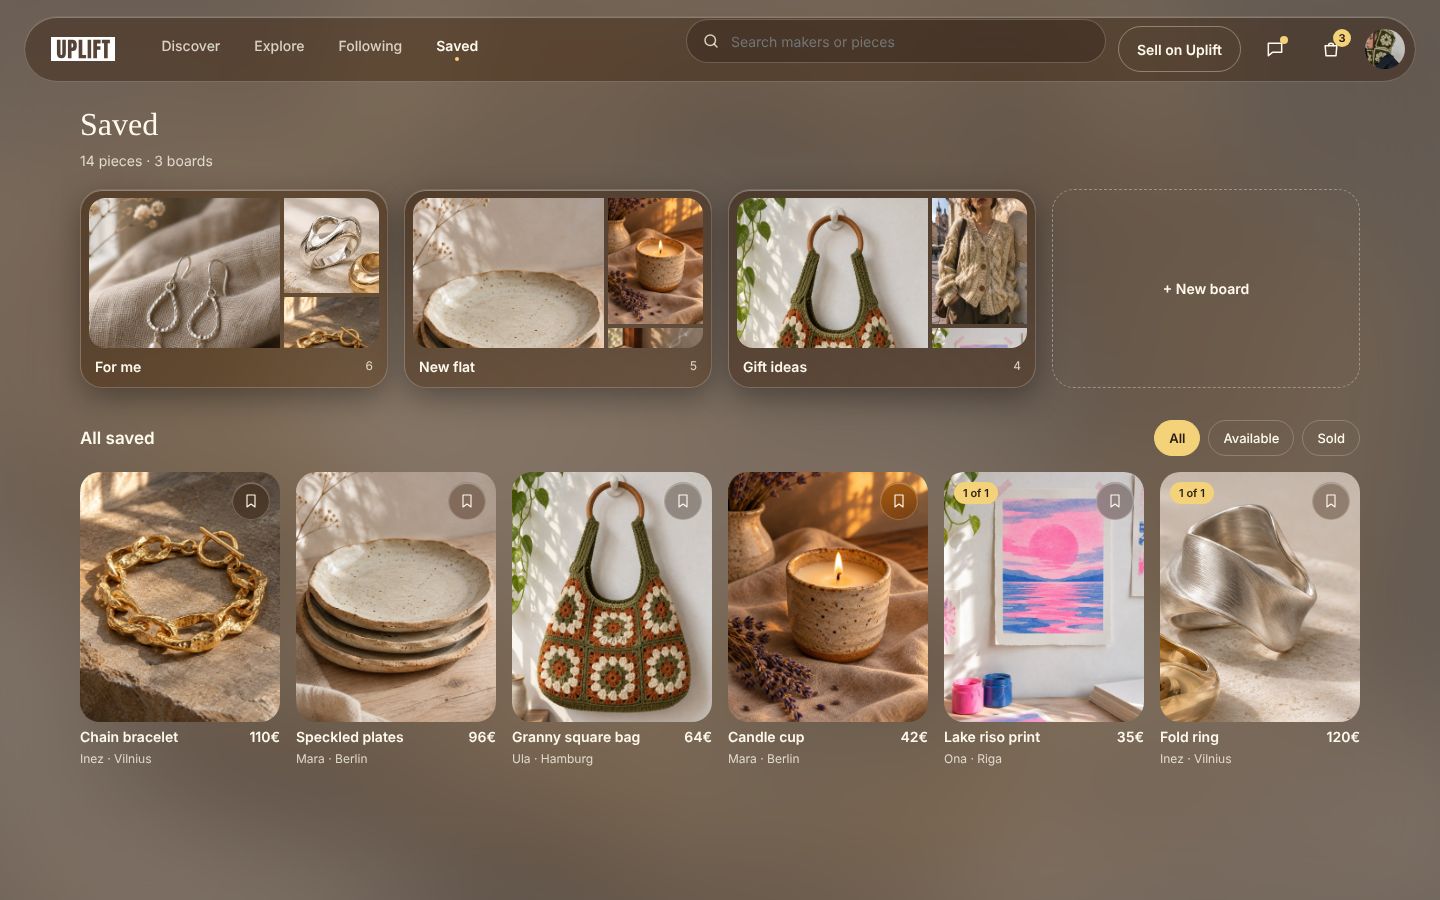 UPLIFT
Discover
Explore
Following
Saved
Search makers or pieces
Sell on Uplift
3
Saved
14 pieces · 3 boards
For me
6
New flat
5
Gift ideas
4
+ New board
All saved
All
Available
Sold
1 of 1
1 of 1
Chain bracelet
110€
Inez · Vilnius
Speckled plates
96€
Mara · Berlin
Granny square bag
64€
Ula · Hamburg
Candle cup
42€
Mara · Berlin
Lake riso print
35€
Ona · Riga
Fold ring
120€
Inez · Vilnius